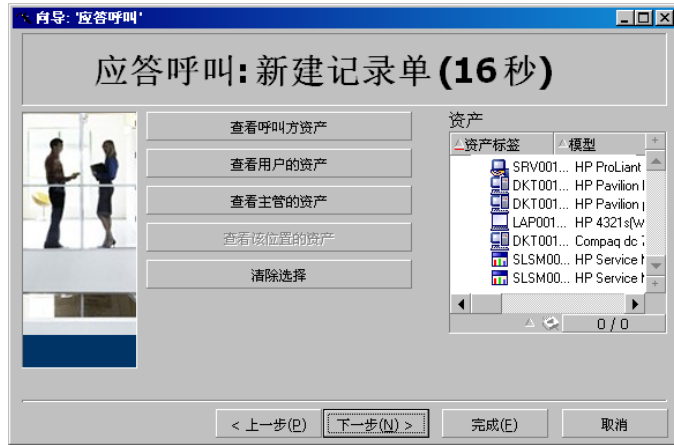 向导: '应答呼叫'
应答呼叫: 新建记录单 (16 秒)
查看呼叫方资产
查看用户的资产
查看主管的资产
查看该位置的资产
清除选择
资产
资产标签 模型
SRV001... HP ProLiant
DKT001... HP Pavilion
DKT001... HP Pavilion
LAP001... HP 4321s(w
DKT001... Compaq dc
SLSM00... HP Service
SLSM00... HP Service
0 / 0
< 上一步(P) 下一步(N) > 完成(F) 取消